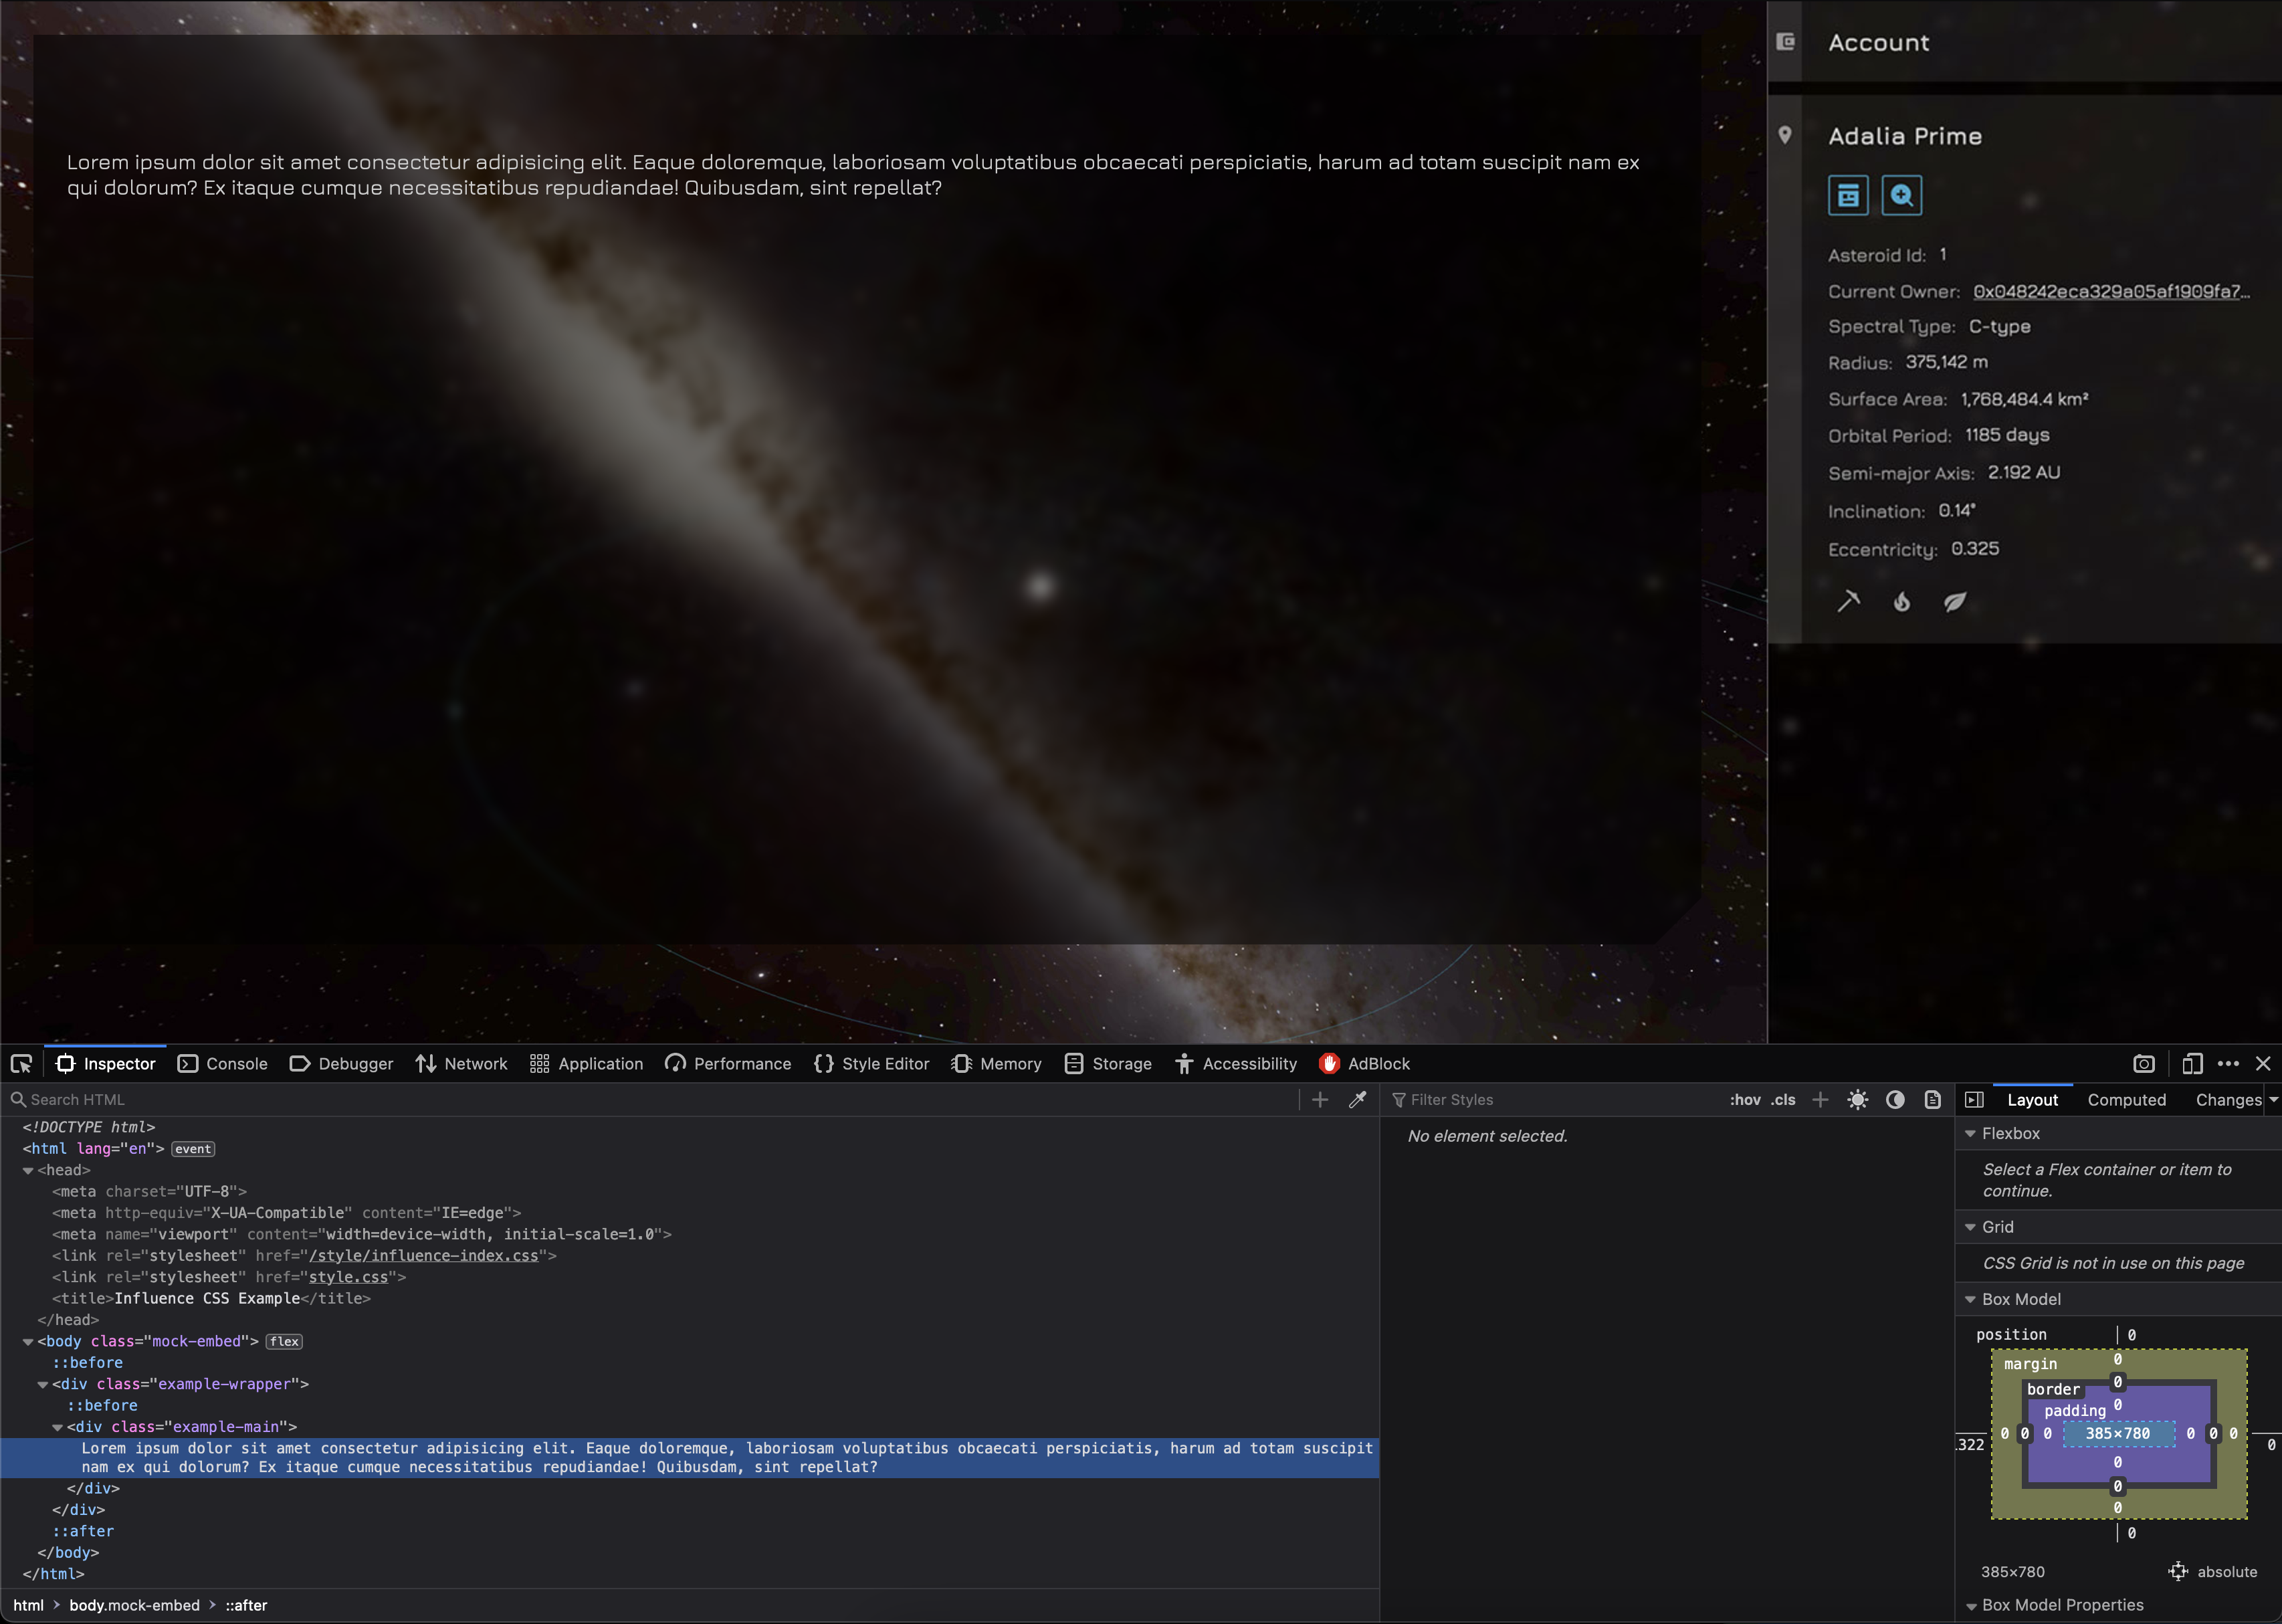 Account
Lorem ipsum dolor sit amet consectetur adipisicing elit. Eaque doloremque, laboriosam voluptatibus obcaecati perspiciatis, harum ad totam suscipit nam ex
qui dolorum? Ex itaque cumque necessitatibus repudiandae! Quibusdam, sint repellat?
Adalia Prime
Asteroid Id: 1
Current Owner: 0x048242eca329a05af1909fa7...
Spectral Type: C-type
Radius: 375,142 m
Surface Area: 1,768,484.4 km²
Orbital Period: 1185 days
Semi-major Axis: 2.192 AU
Inclination: 0.14°
Eccentricity: 0.325
Inspector Console Debugger Network Application Performance Style Editor Memory Storage Accessibility AdBlock
Search HTML
<!DOCTYPE html>
<html lang="en"> event
<head>
<meta charset="UTF-8">
<meta http-equiv="X-UA-Compatible" content="IE=edge">
<meta name="viewport" content="width=device-width, initial-scale=1.0">
<link rel="stylesheet" href="/style/influence-index.css">
<link rel="stylesheet" href="style.css">
<title>Influence CSS Example</title>
</head>
<body class="mock-embed"> flex
::before
<div class="example-wrapper">
::before
<div class="example-main">
Lorem ipsum dolor sit amet consectetur adipisicing elit. Eaque doloremque, laboriosam voluptatibus obcaecati perspiciatis, harum ad totam suscipit
nam ex qui dolorum? Ex itaque cumque necessitatibus repudiandae! Quibusdam, sint repellat?
</div>
</div>
::after
</body>
</html>
html > body.mock-embed > ::after
Filter Styles :hov .cls
No element selected.
Layout Computed Changes
Flexbox
Select a Flex container or item to
continue.
Grid
CSS Grid is not in use on this page
Box Model
position 0
margin 0
border 0
padding 0
322 0 0 0 385×780 0 0 0 0
0
0
0
0
385×780 absolute
Box Model Properties